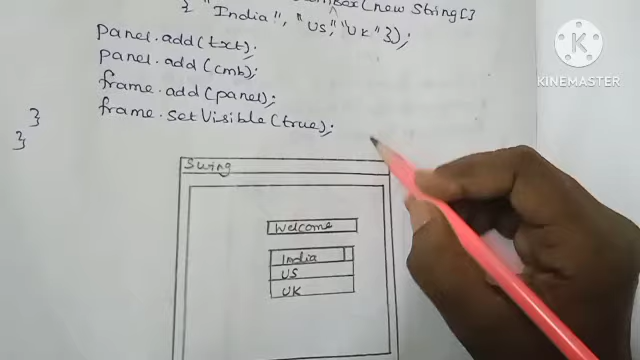 (new String[]
{ "India", "US", "UK" });
panel.add(txt);
panel.add(cmb);
frame.add(panel);
frame.setVisible(true);
}
}
Swing
Welcome
India
US
UK
KINEMASTER